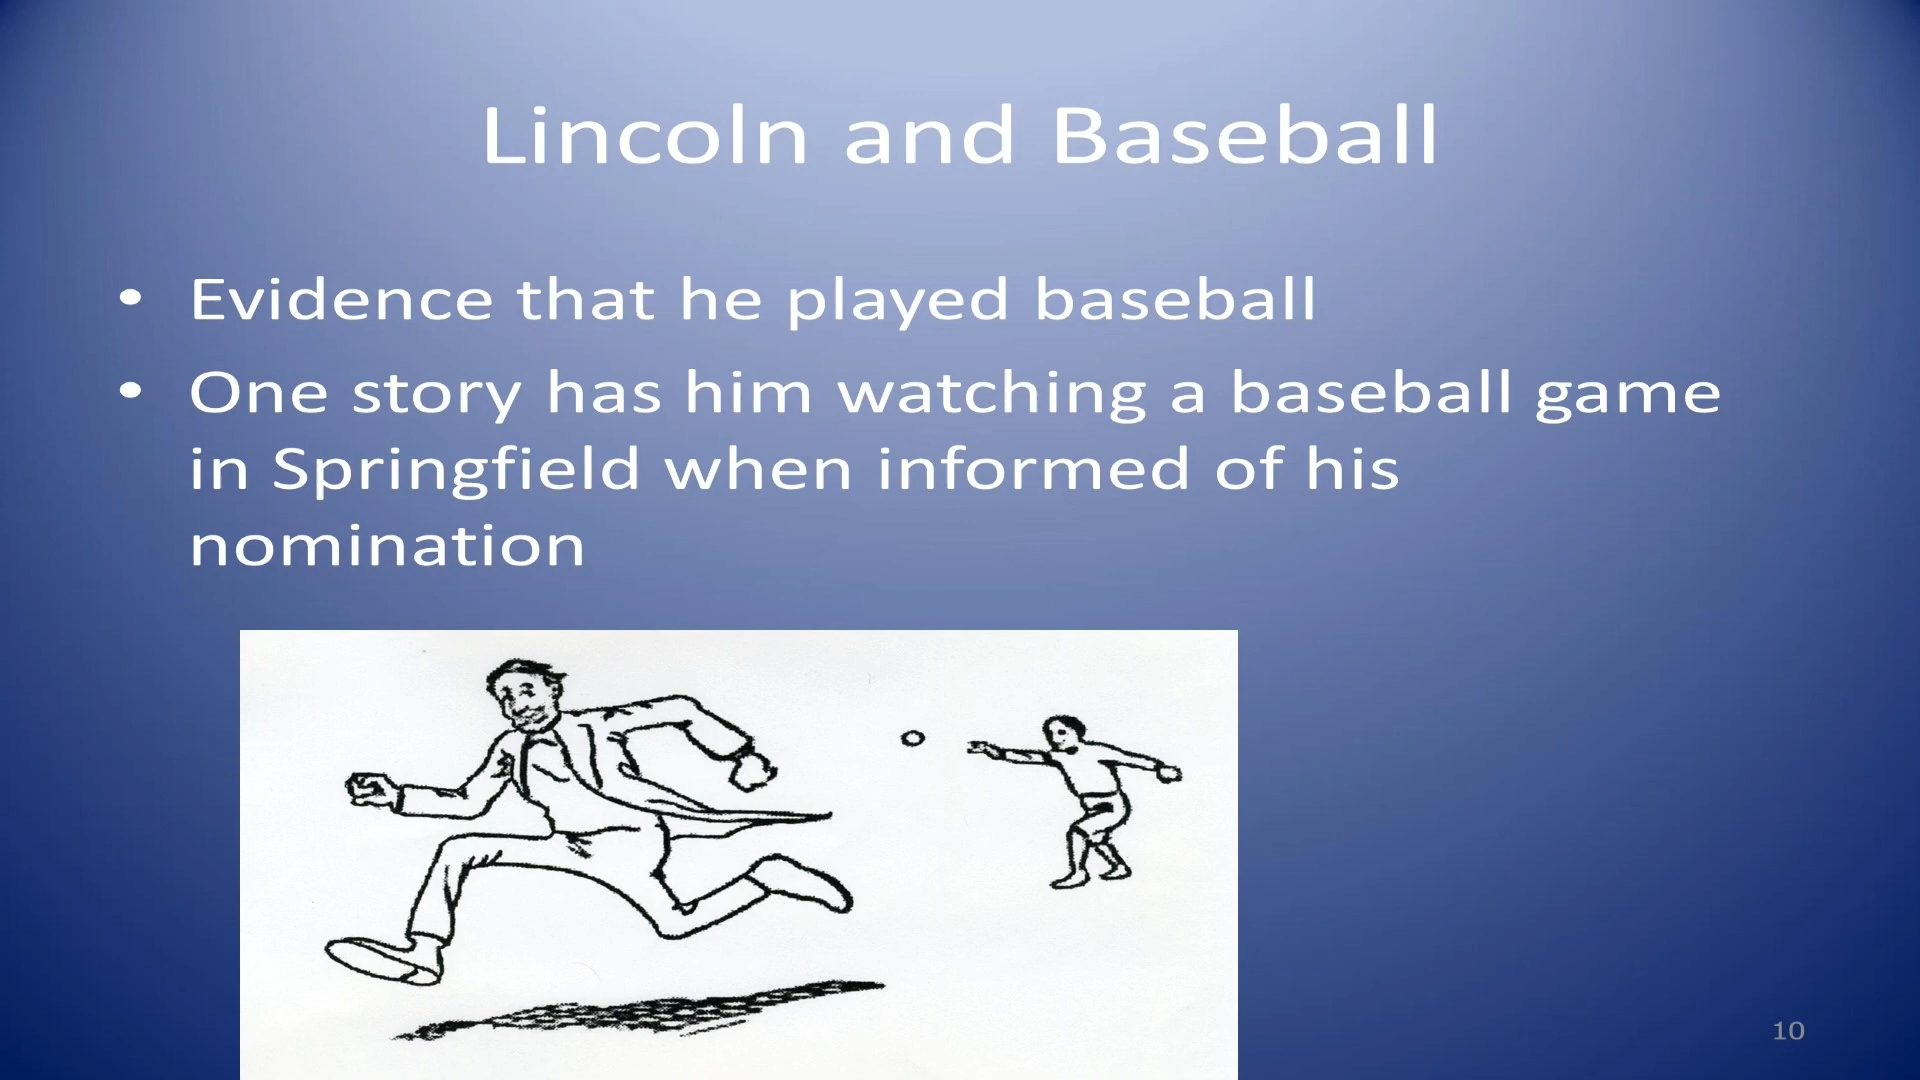 Lincoln and Baseball
• Evidence that he played baseball
• One story has him watching a baseball game
in Springfield when informed of his
nomination
10